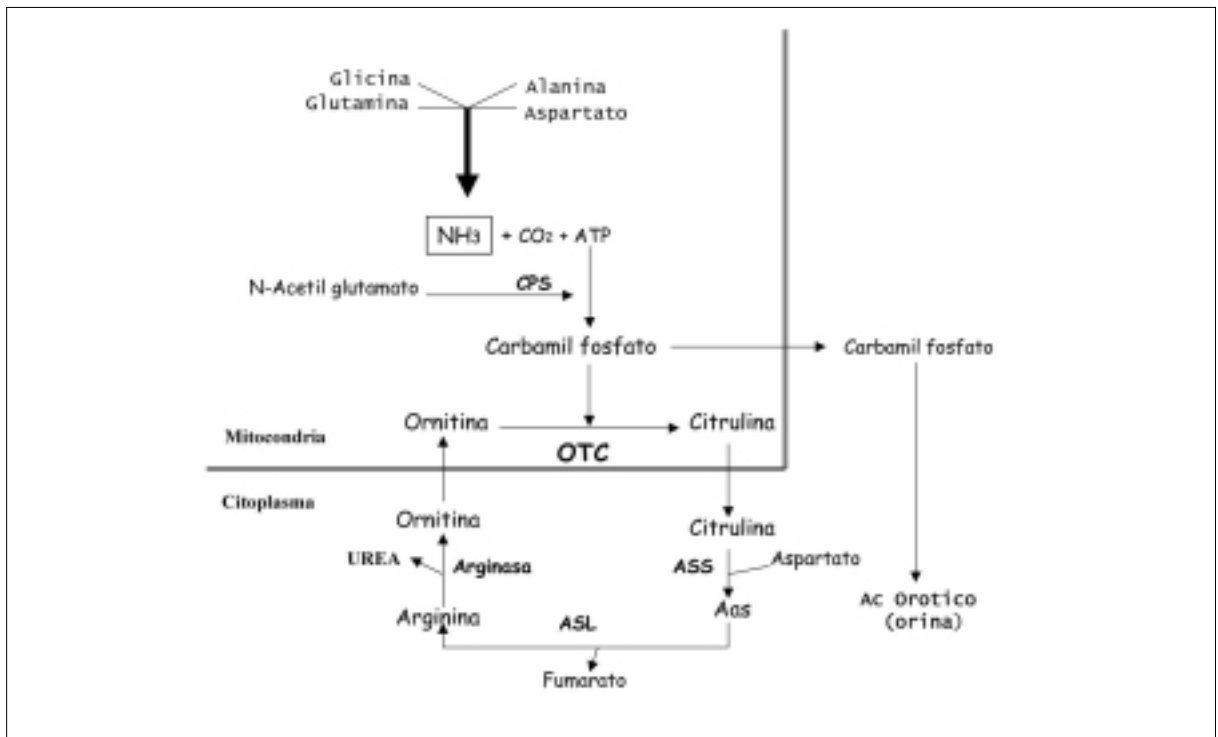 Glicina
Alanina
Glutamina
Aspartato
NH3 + CO2 + ATP
N-Acetil glutamato
CPS
Carbamil fosfato
Carbamil fosfato
Ornitina
Citrulina
Mitocondria
OTC
Citoplasma
Ornitina
Citrulina
UREA
Arginasa
ASS
Aspartato
Arginina
ASL
Aas
Ac Orotico
(orina)
Fumarato